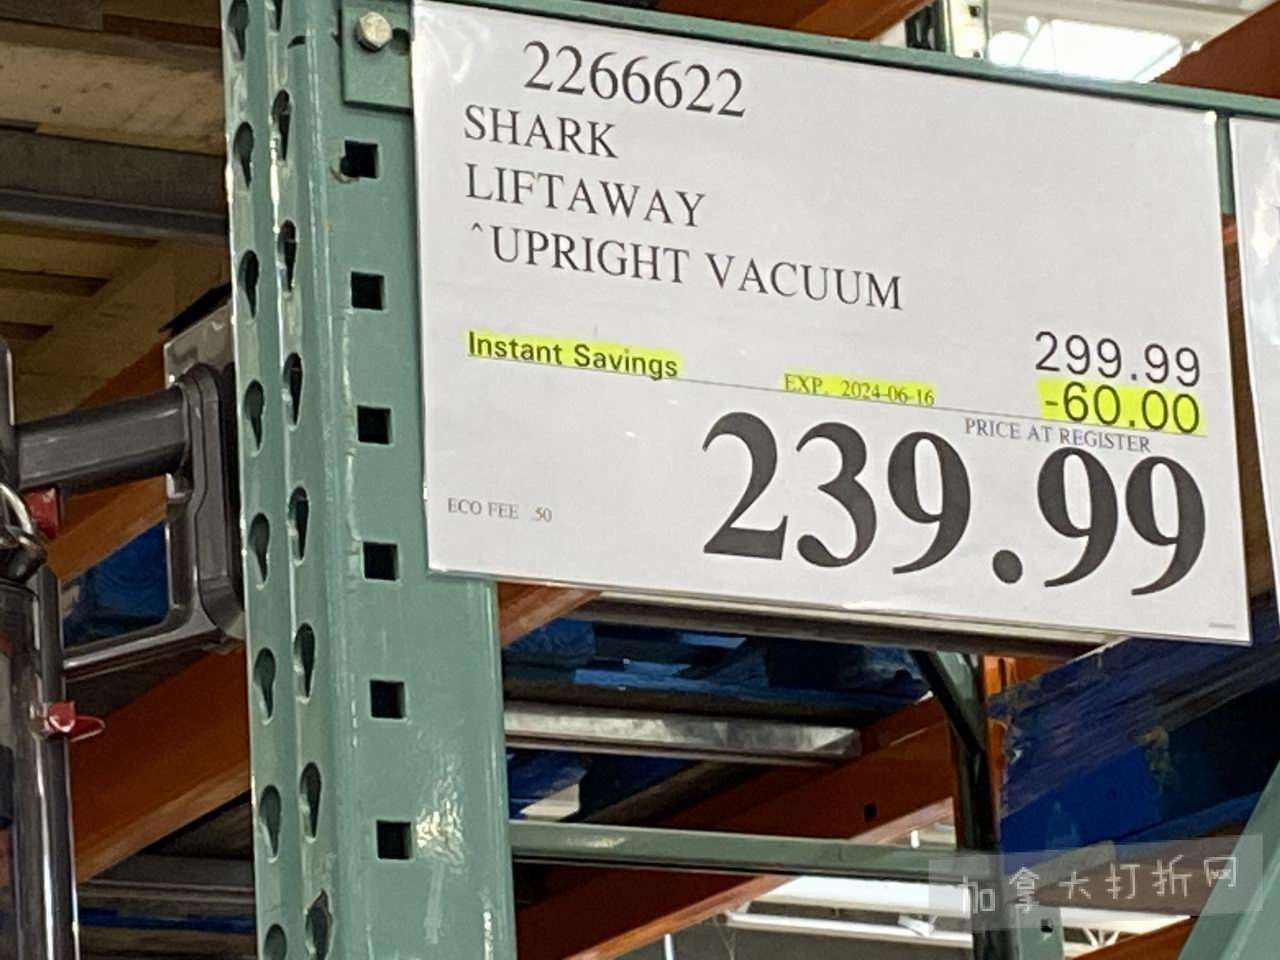 2266622
SHARK
LIFTAWAY
^UPRIGHT VACUUM
299.99
Instant Savings EXP. 2024-06-16 -60.00
PRICE AT REGISTER
239.99
ECO FEE .50
加拿大打折网